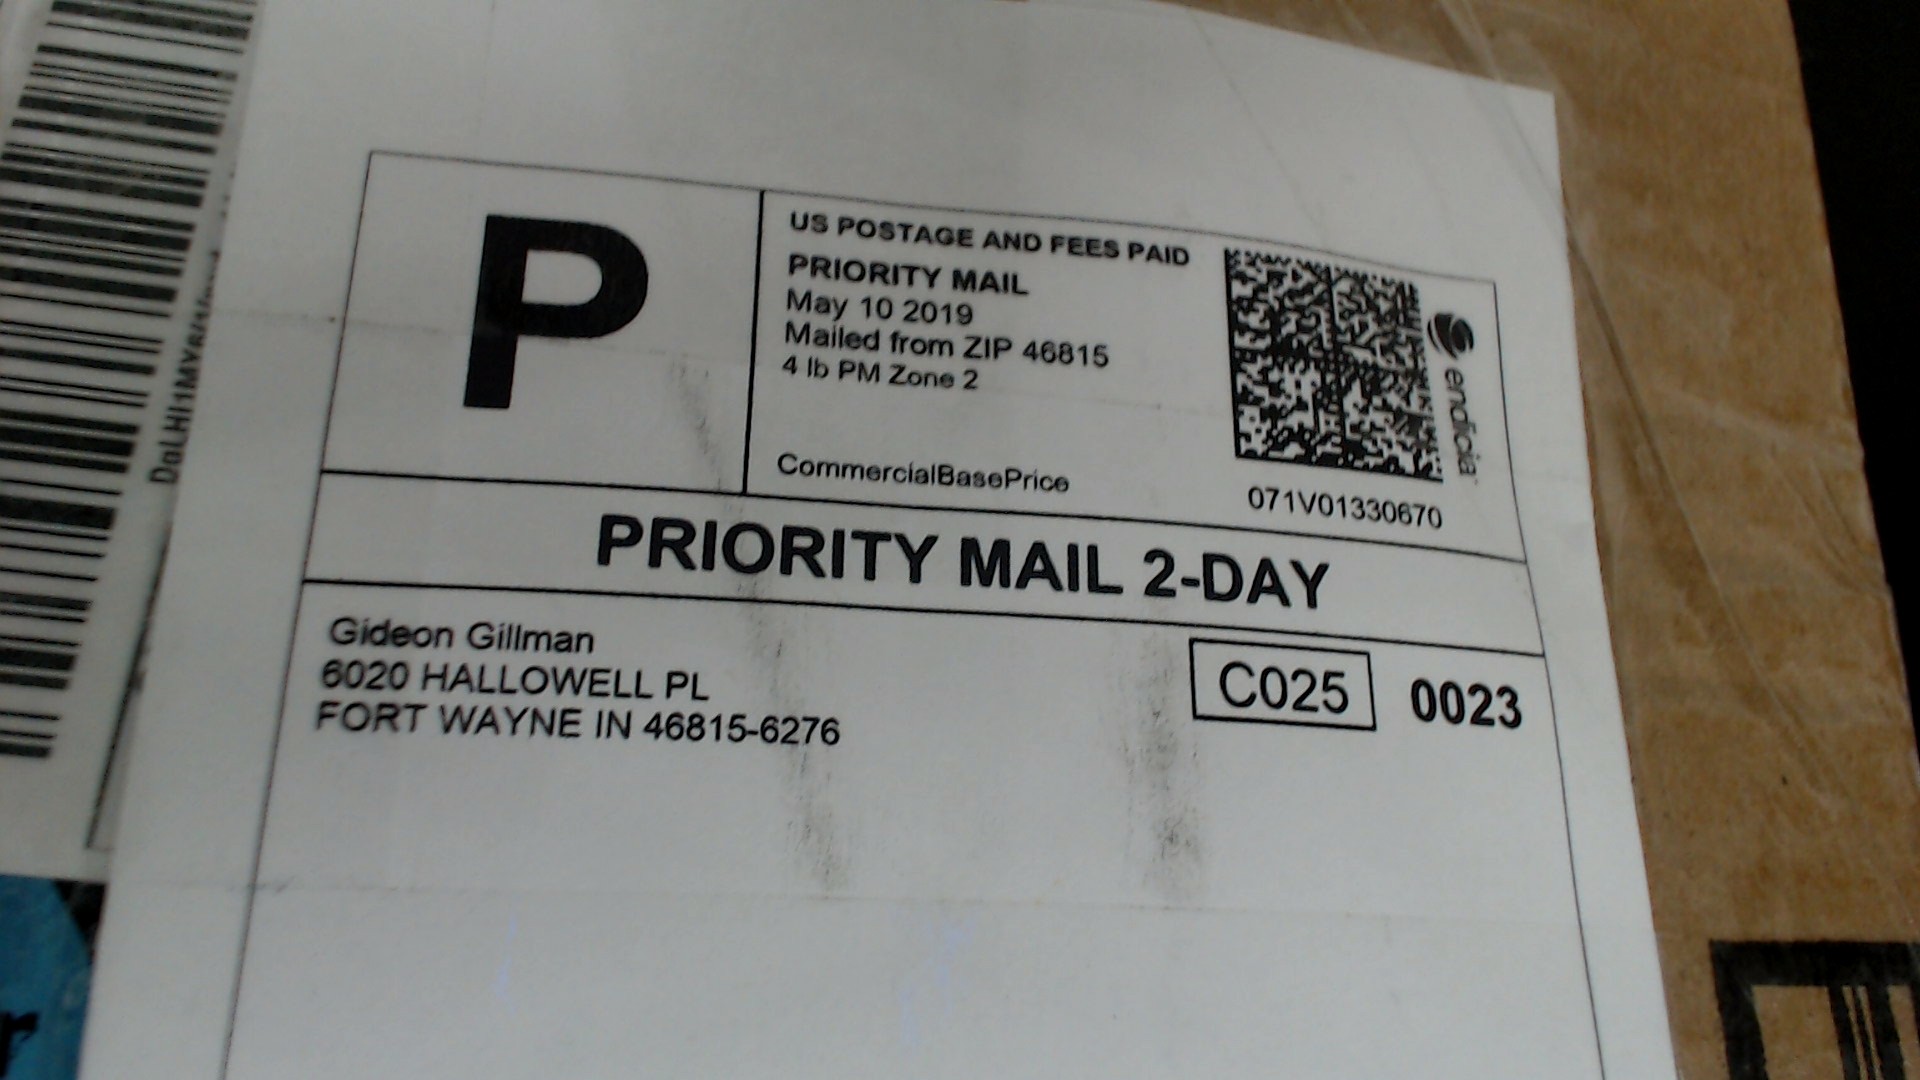 P
US POSTAGE AND FEES PAID
PRIORITY MAIL
May 10 2019
Mailed from ZIP 46815
4 lb PM Zone 2
CommercialBasePrice
endicia
071V01330670
PRIORITY MAIL 2-DAY
Gideon Gillman
6020 HALLOWELL PL
FORT WAYNE IN 46815-6276
C025
0023